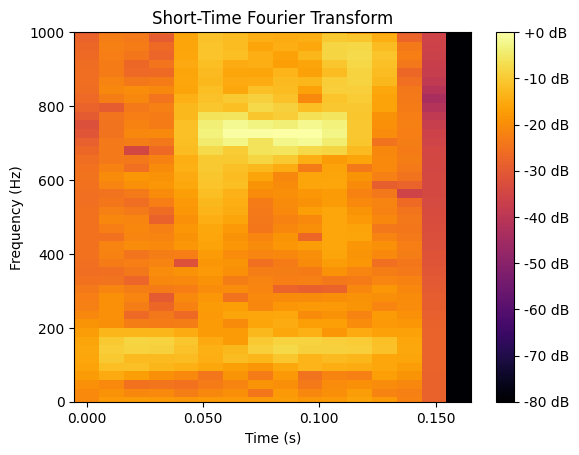 Short-Time Fourier Transform
1000
800
600
400
200
0
Frequency (Hz)
0.000
0.050
0.100
0.150
Time (s)
+0 dB
-10 dB
-20 dB
-30 dB
-40 dB
-50 dB
-60 dB
-70 dB
-80 dB